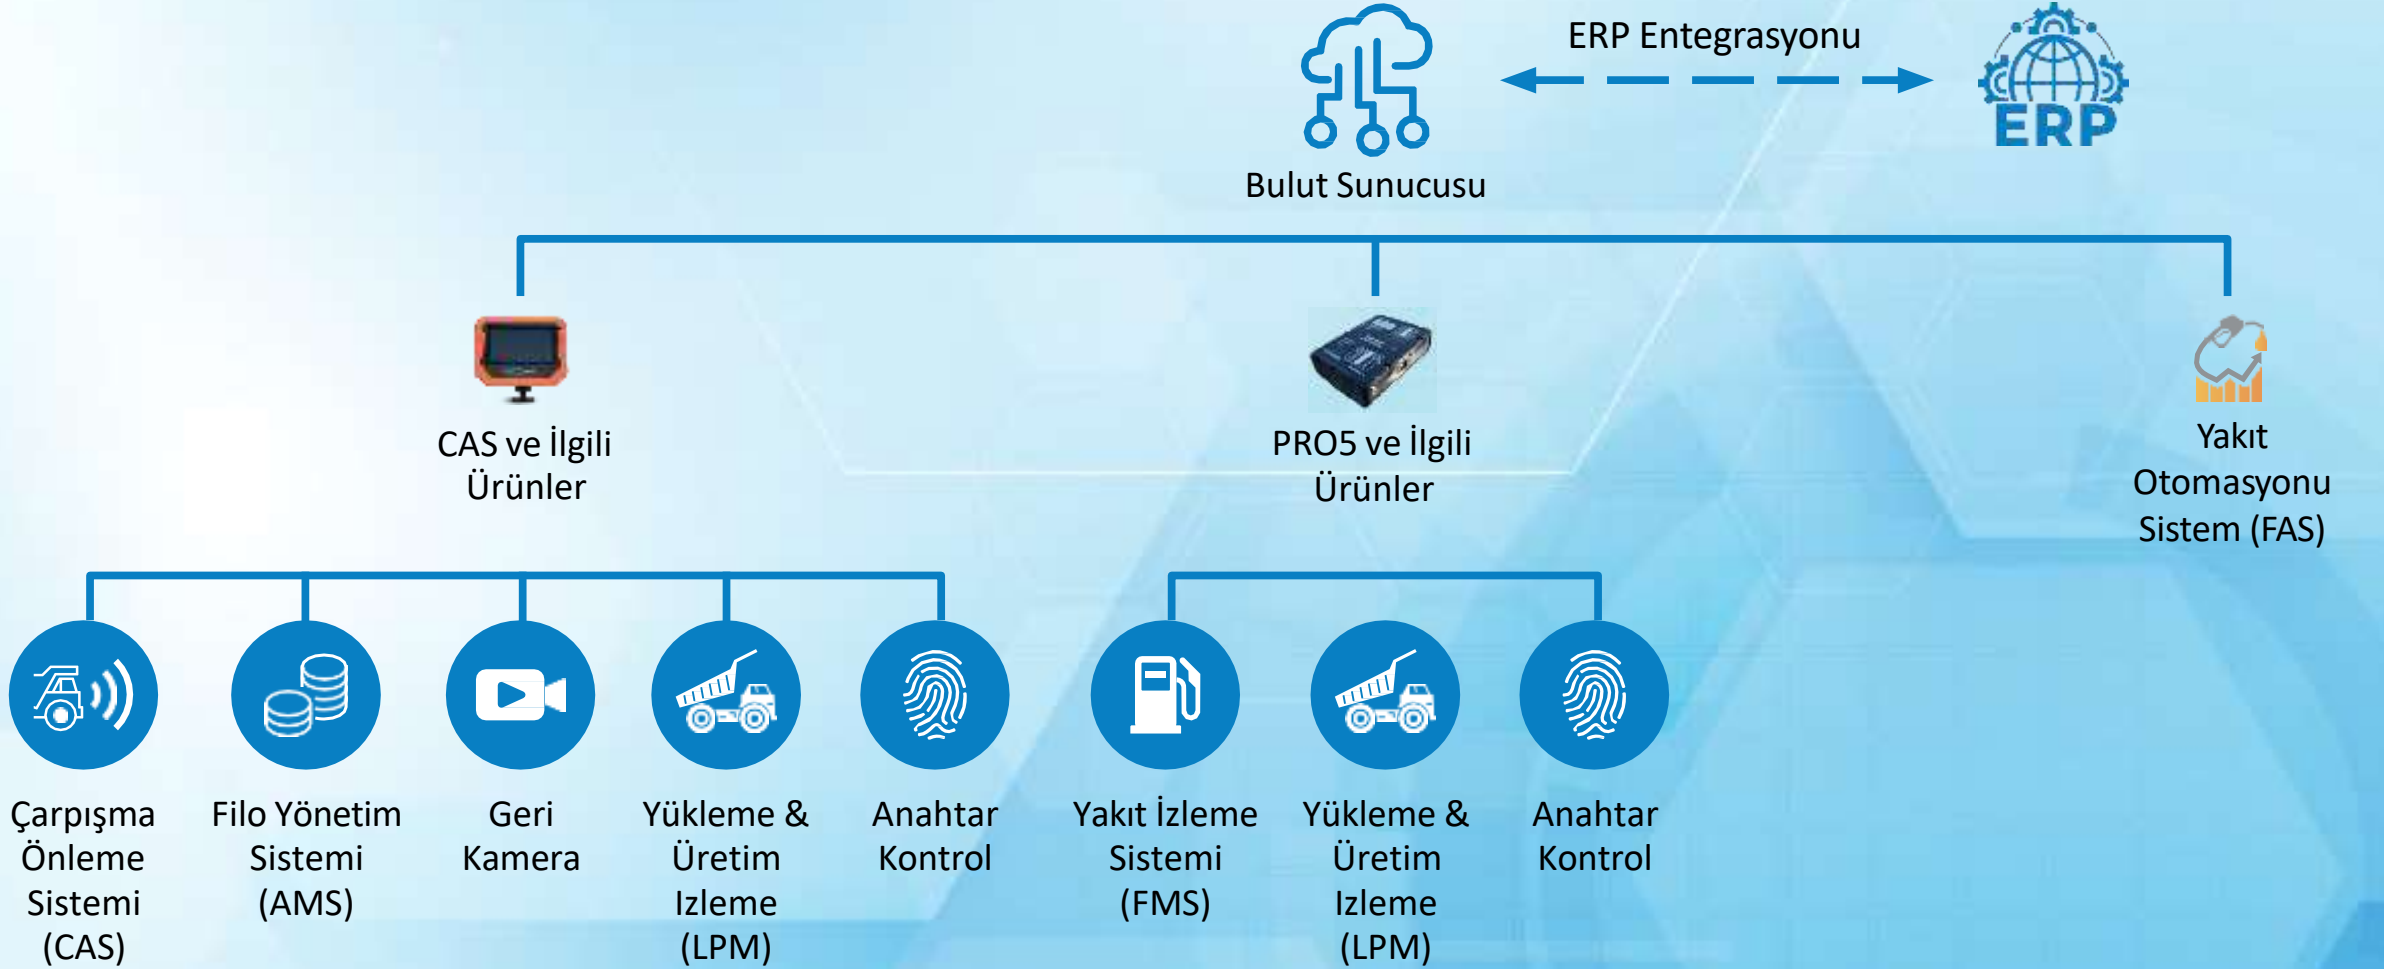 ERP Entegrasyonu
ERP
Bulut Sunucusu
CAS ve İlgili
Ürünler
PRO5 ve İlgili
Ürünler
Yakıt
Otomasyonu
Sistem (FAS)
Çarpışma
Önleme
Sistemi
(CAS)
Filo Yönetim
Sistemi
(AMS)
Geri
Kamera
Yükleme &
Üretim
Izleme
(LPM)
Anahtar
Kontrol
Yakıt İzleme
Sistemi
(FMS)
Yükleme &
Üretim
Izleme
(LPM)
Anahtar
Kontrol